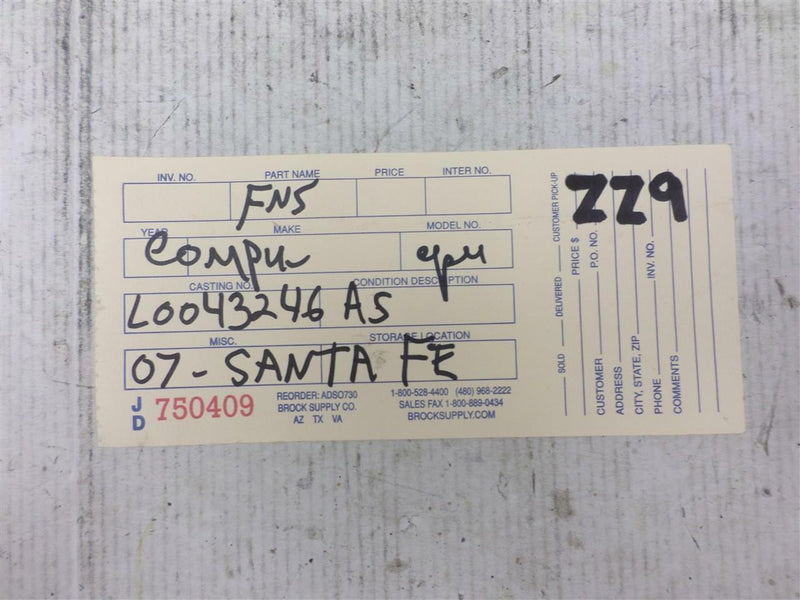 INV. NO. PART NAME PRICE INTER NO.
FNS
YEAR MAKE MODEL NO.
COMPU CPU
CASTING NO. CONDITION DESCRIPTION
L0043246 AS
MISC. STORAGE LOCATION
07 - SANTA FE
JD 750409
REORDER: ADSO730
BROCK SUPPLY CO.
AZ TX VA
1-800-528-4400 (480) 968-2222
SALES FAX 1-800-889-0434
BROCKSUPPLY.COM
ZZ9
SOLD DELIVERED CUSTOMER PICK-UP
PRICE $
CUSTOMER P.O. NO.
ADDRESS
CITY, STATE, ZIP
PHONE INV. NO.
COMMENTS